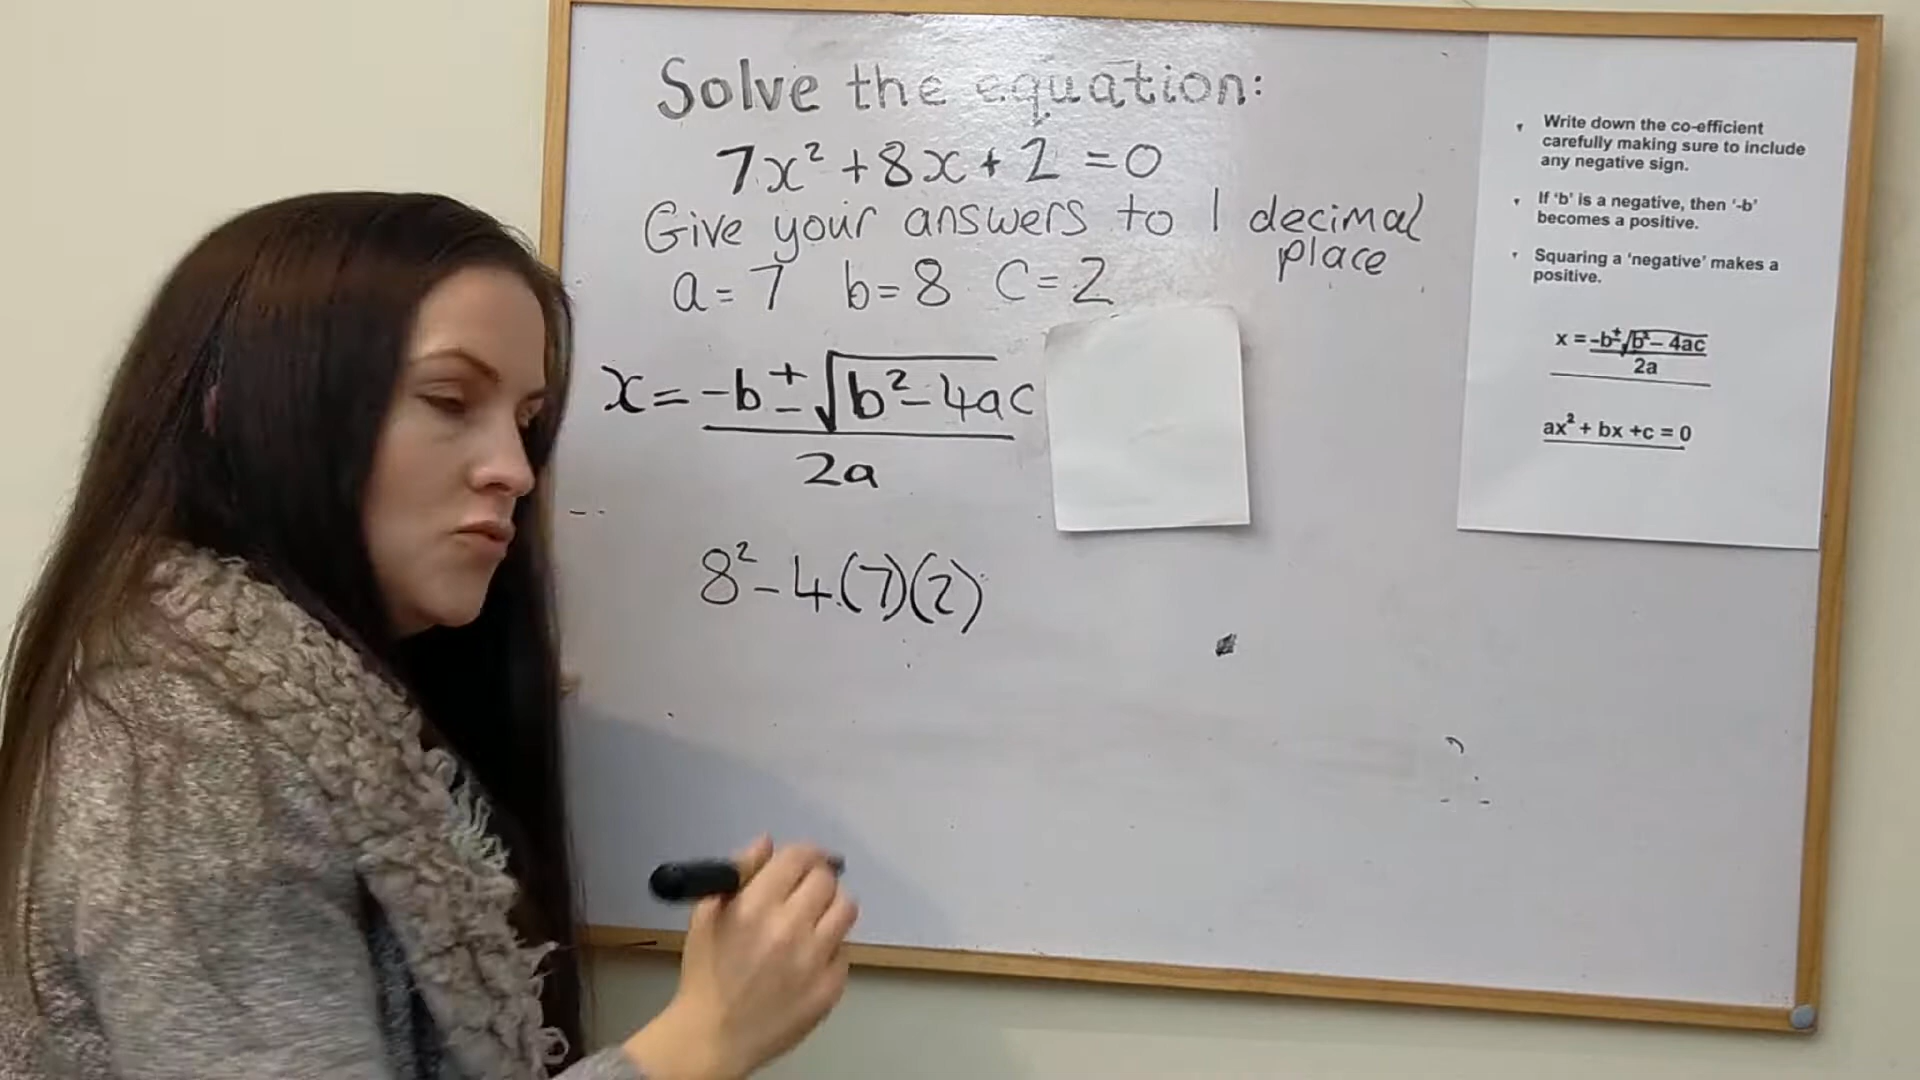 Solve the equation:
7x² + 8x + 2 = 0
Give your answers to 1 decimal
place
a = 7 b = 8 c = 2
x = -b ± √b² - 4ac
2a
8² - 4(7)(2)
Write down the co-efficient
carefully making sure to include
any negative sign.
If 'b' is a negative, then '-b'
becomes a positive.
Squaring a 'negative' makes a
positive.
x = -b±√b² - 4ac
2a
ax² + bx +c = 0